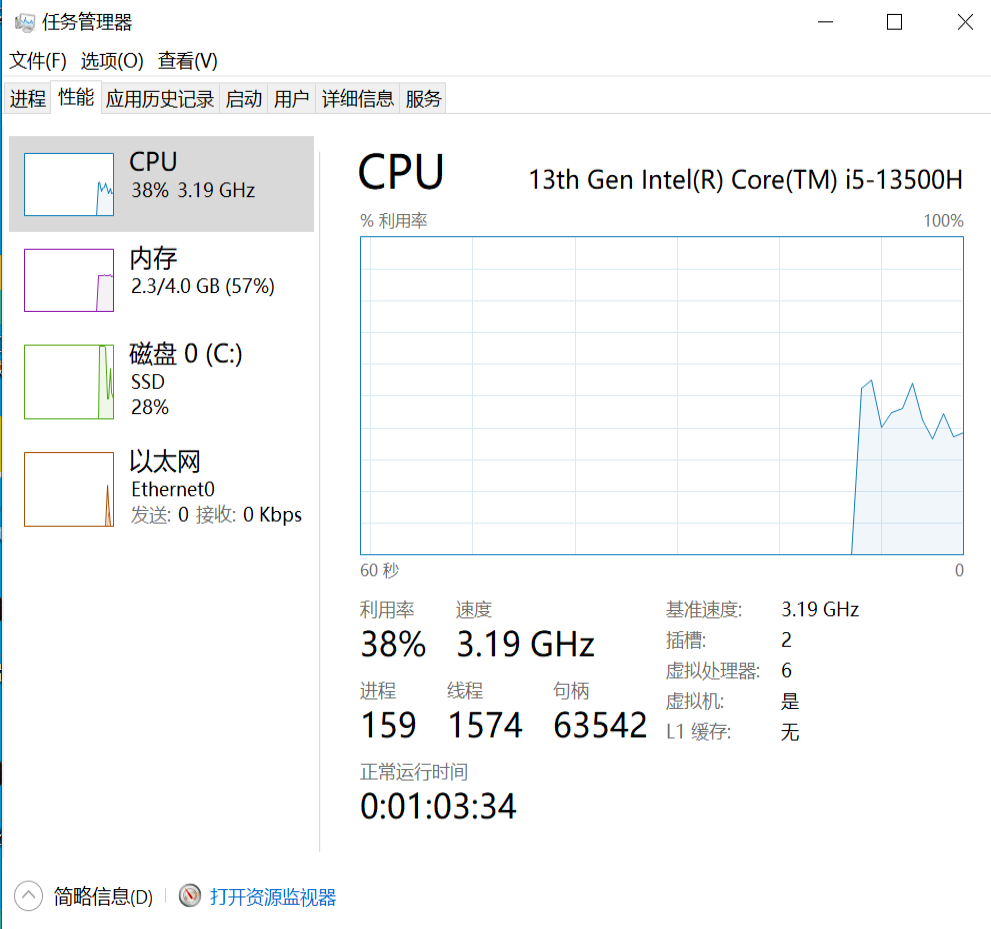 任务管理器
文件(F) 选项(O) 查看(V)
进程 性能 应用历史记录 启动 用户 详细信息 服务
CPU
38% 3.19 GHz
内存
2.3/4.0 GB (57%)
磁盘 0 (C:)
SSD
28%
以太网
Ethernet0
发送: 0 接收: 0 Kbps
CPU 13th Gen Intel(R) Core(TM) i5-13500H
% 利用率 100%
60 秒 0
利用率 速度
38% 3.19 GHz
进程 线程 句柄
159 1574 63542
正常运行时间
0:01:03:34
基准速度: 3.19 GHz
插槽: 2
虚拟处理器: 6
虚拟机: 是
L1 缓存: 无
简略信息(D) 打开资源监视器